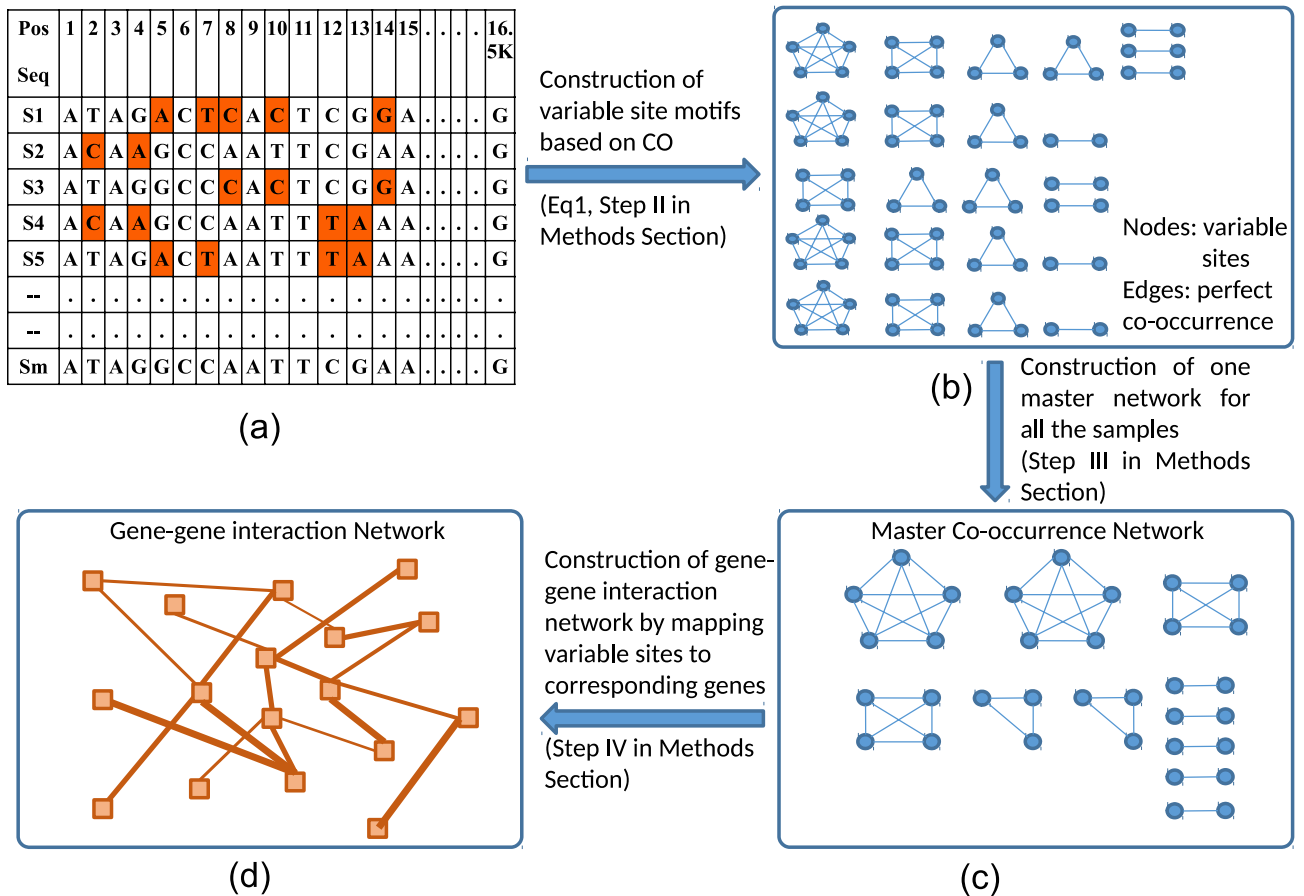 Pos 1 2 3 4 5 6 7 8 9 10 11 12 13 14 15 . . . . 16.
5K
Seq
S1 A T A G A C T C A C T C G G A . . . . G
S2 A C A A G C C A A T T C G A A . . . . G
S3 A T A G G C C C A C T C G G A . . . . G
S4 A C A A G C C A A T T T A A A . . . . G
S5 A T A G A C T A A T T T A A A . . . . G
-- . . . . . . . . . . . . . . . . . . . .
-- . . . . . . . . . . . . . . . . . . . .
Sm A T A G G C C A A T T C G A A . . . . G
(a)
Construction of
variable site motifs
based on CO
(Eq1, Step II in
Methods Section)
Nodes: variable
sites
Edges: perfect
co-occurrence
(b)
Construction of one
master network for
all the samples
(Step III in Methods
Section)
Master Co-occurrence Network
(c)
Construction of gene-
gene interaction
network by mapping
variable sites to
corresponding genes
(Step IV in Methods
Section)
Gene-gene interaction Network
(d)